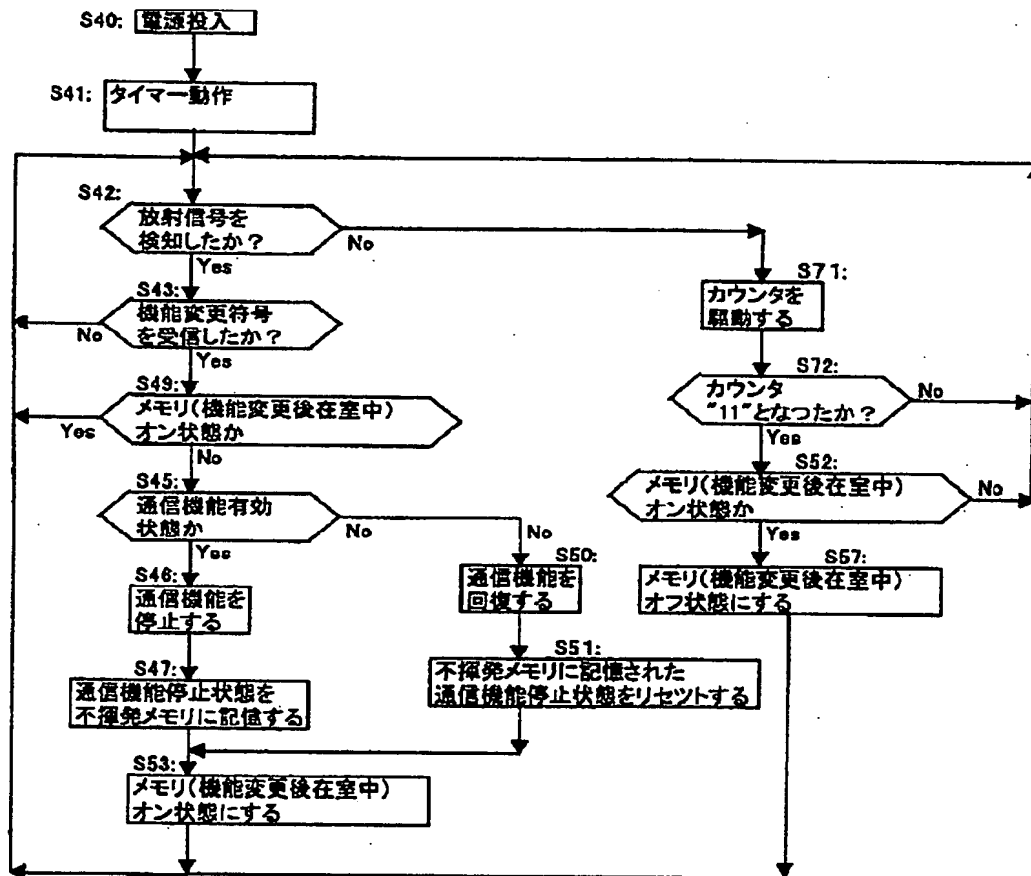 S40: 電源投入
S41: タイマー動作
S42:
放射信号を
検知したか?
No
Yes
S43:
機能変更符号
を受信したか?
No
Yes
S49:
メモリ(機能変更後在室中)
オン状態か
Yes
No
S45:
通信機能有効
状態か
No
Yes
S46:
通信機能を
停止する
S47:
通信機能停止状態を
不揮発メモリに記憶する
No
S50:
通信機能を
回復する
S51:
不揮発メモリに記憶された
通信機能停止状態をリセツトする
S53:
メモリ(機能変更後在室中)
オン状態にする
S71:
カウンタを
駆動する
S72:
カウンタ
"11"となつたか?
No
Yes
S52:
メモリ(機能変更後在室中)
オン状態か
No
Yes
S57:
メモリ(機能変更後在室中)
オフ状態にする